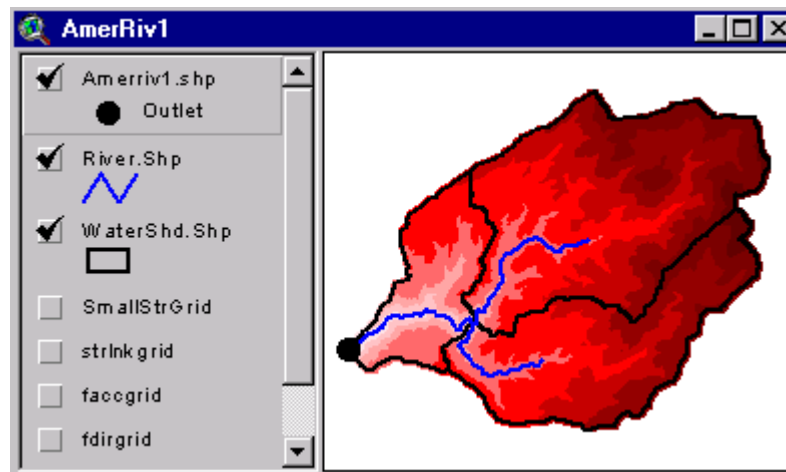 AmerRiv1
Amerriv1.shp
Outlet
River.Shp
WaterShd.Shp
SmallStrGrid
strlnkgrid
faccgrid
fdirgrid